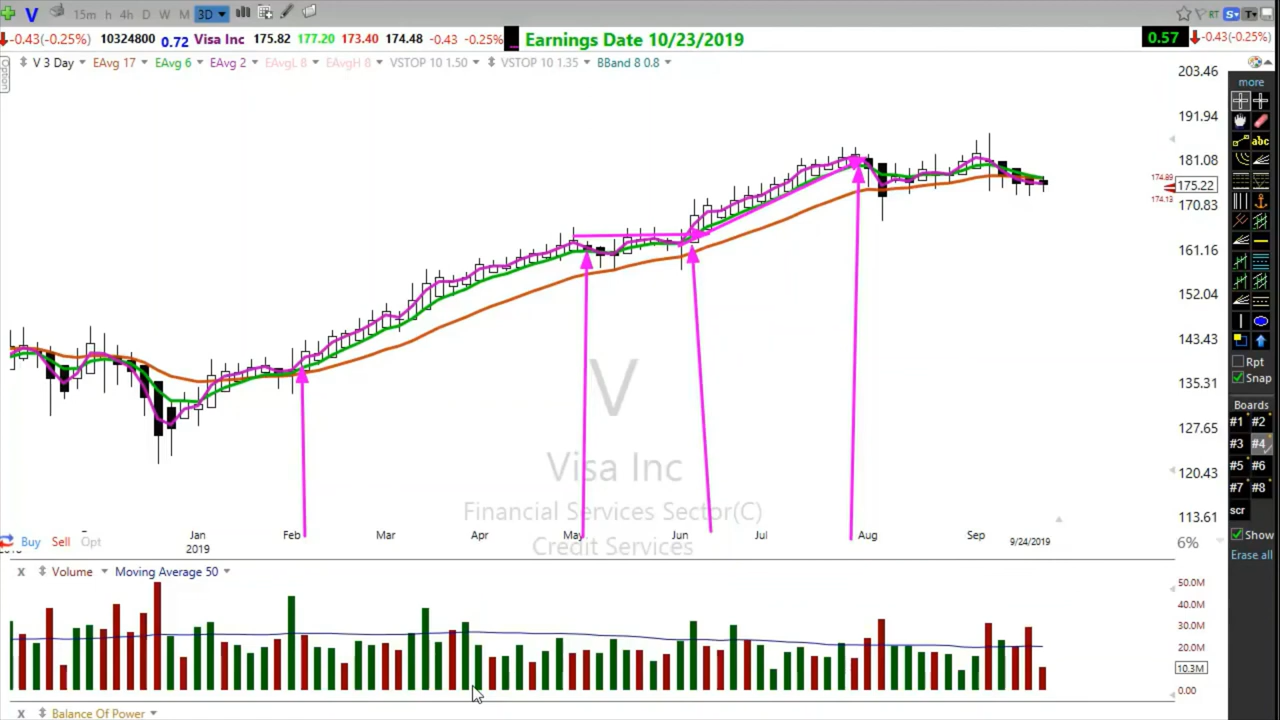 V 15m h 4h D W M 3D RT S T
-0.43(-0.25%) 10324800 0.72 Visa Inc 175.82 177.20 173.40 174.48 -0.43 -0.25% Earnings Date 10/23/2019 0.57 -0.43(-0.25%)
Option V 3 Day EAvg 17 EAvg 6 EAvg 2 EAvgL 8 EAvgH 8 VSTOP 10 1.50 VSTOP 10 1.35 BBand 8 0.8
more
abc
203.46
191.94
181.08
174.89
175.22
174.13
170.83
161.16
152.04
143.43
135.31
127.65
120.43
113.61
6%
V
Visa Inc
Financial Services Sector(C)
Credit Services
Jan Feb Mar Apr May Jun Jul Aug Sep 9/24/2019
2019
Buy Sell Opt
Rpt
Snap
Boards
#1 #2
#3 #4
#5 #6
#7 #8
scr
Show
Erase all
X Volume Moving Average 50
50.0M
40.0M
30.0M
20.0M
10.3M
0.00
X Balance Of Power